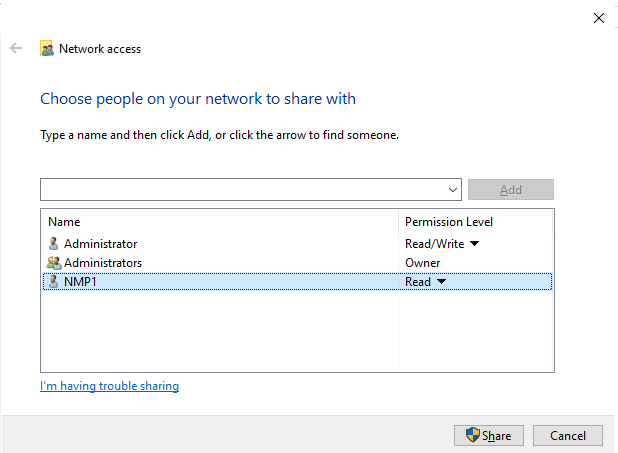 Network access
Choose people on your network to share with
Type a name and then click Add, or click the arrow to find someone.
Add
Name Permission Level
Administrator Read/Write
Administrators Owner
NMP1 Read
I'm having trouble sharing
Share Cancel